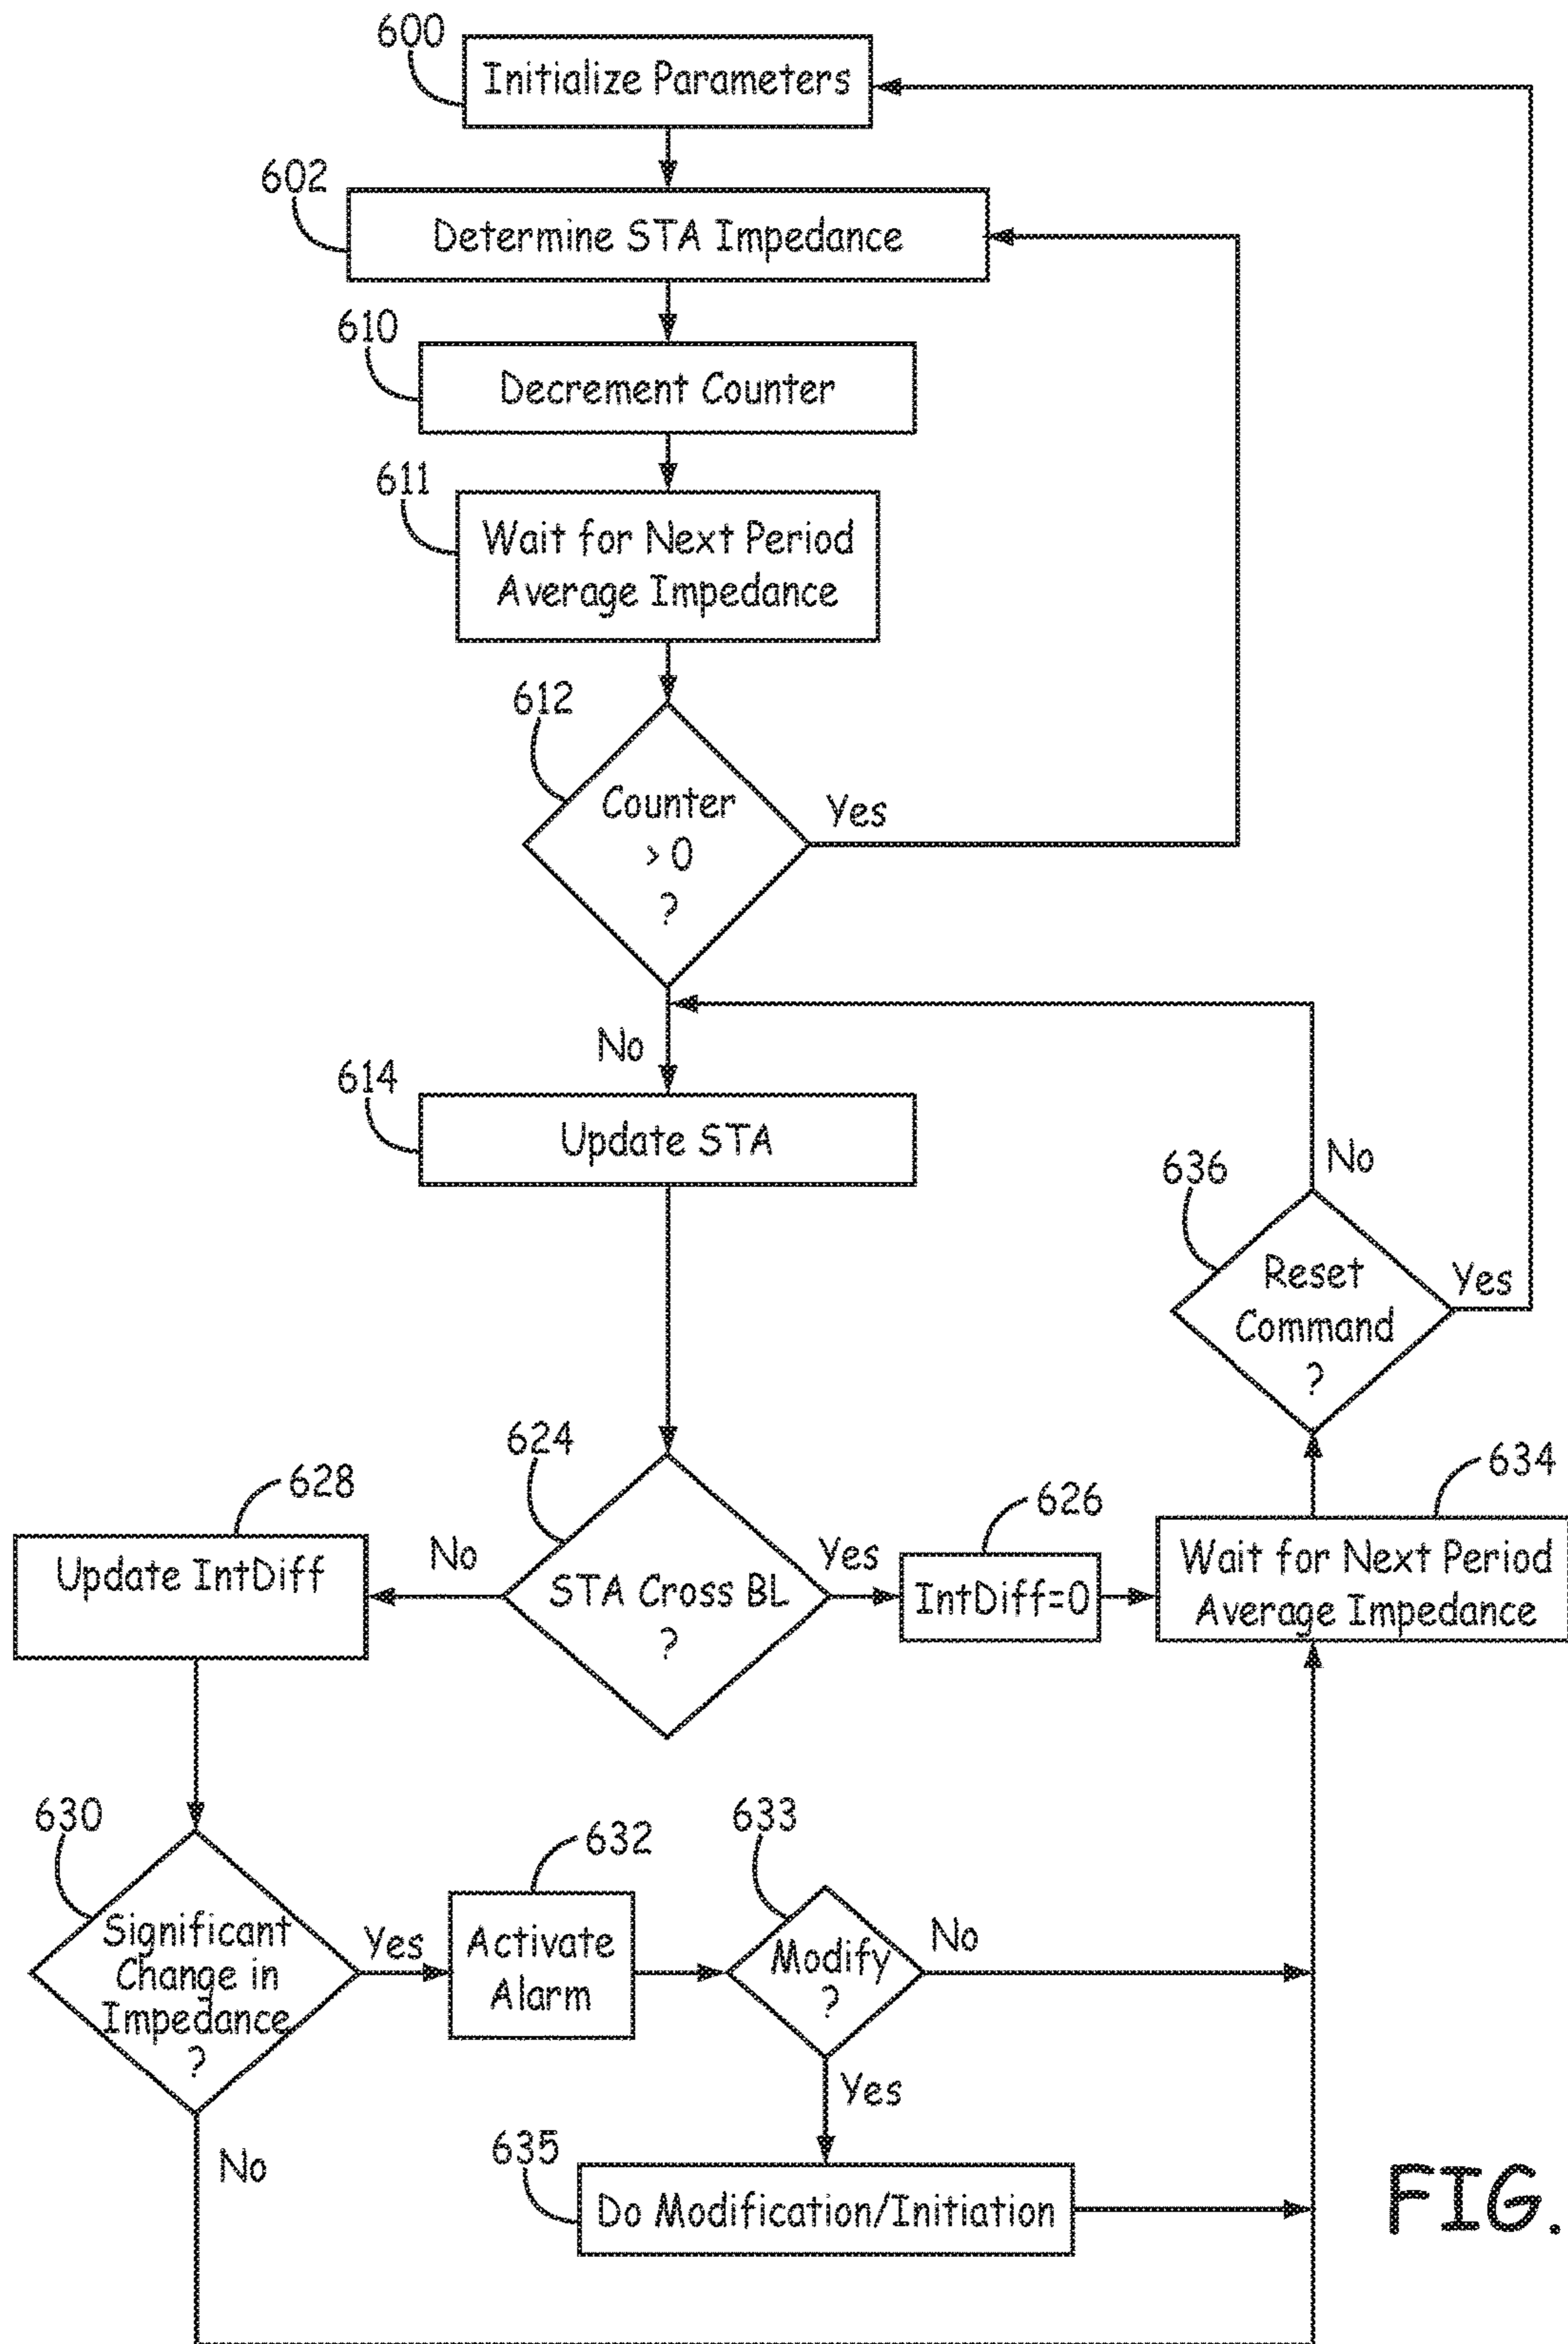 600
Initialize Parameters
602
Determine STA Impedance
610
Decrement Counter
611
Wait for Next Period
Average Impedance
612
Counter
> 0
?
Yes
No
614
Update STA
636
No
Reset
Command
?
Yes
624
STA Cross BL
?
No
Yes
628
Update IntDiff
626
IntDiff=0
634
Wait for Next Period
Average Impedance
630
Significant
Change in
Impedance
?
Yes
No
632
Activate
Alarm
633
Modify
?
No
Yes
635
Do Modification/Initiation
FIG.